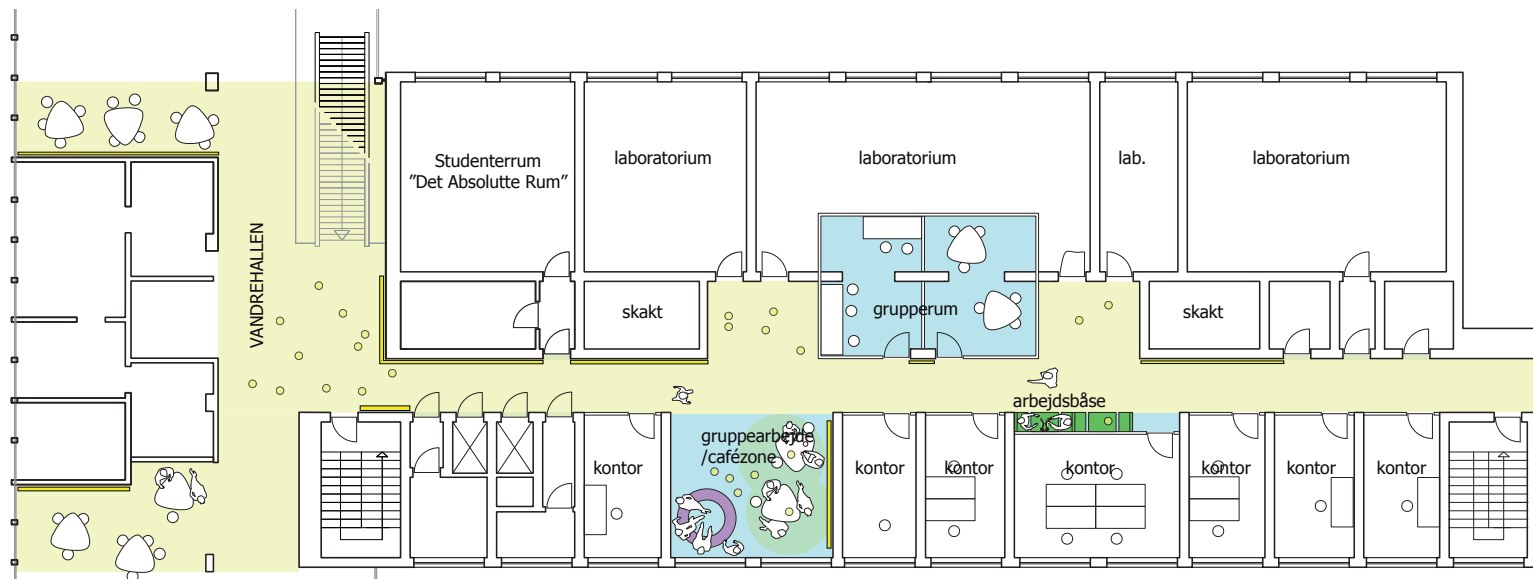 Studenterrum
"Det Absolutte Rum"
laboratorium
laboratorium
lab.
laboratorium
VANDREHALLEN
skakt
grupperum
skakt
arbejdsbåse
gruppearbejde
/cafézone
kontor
kontor
kontor
kontor
kontor
kontor
kontor